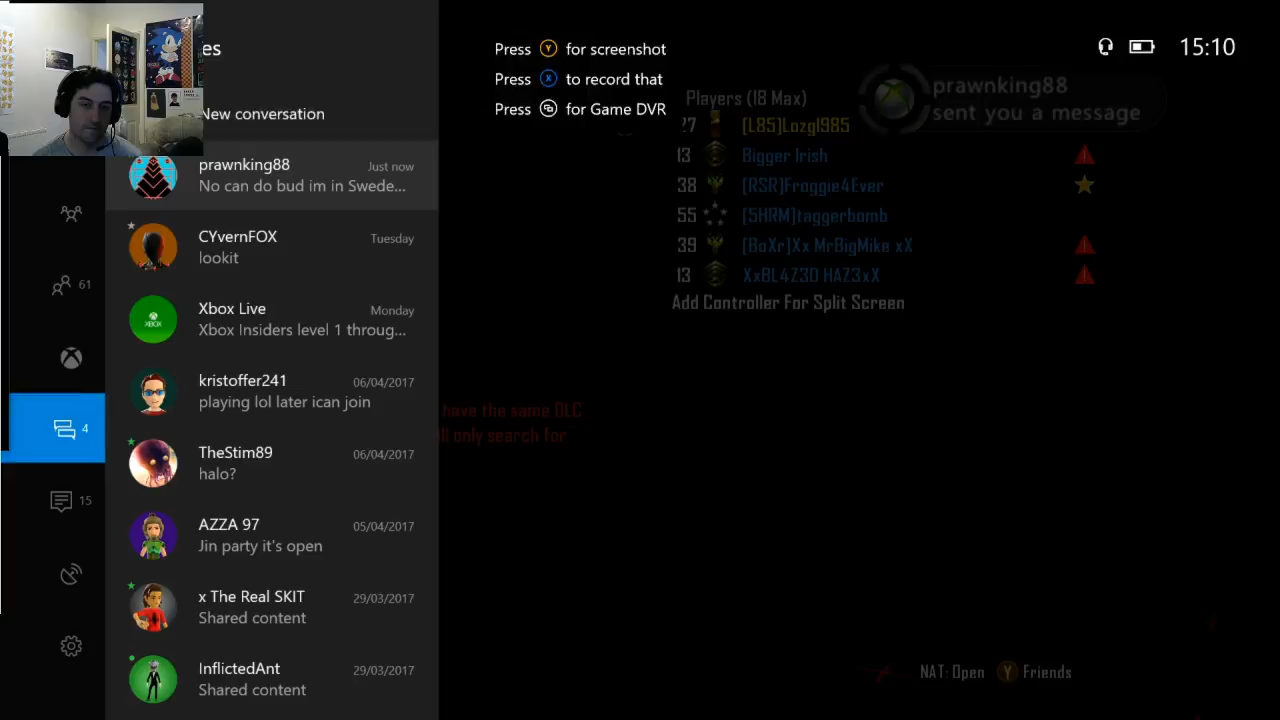 es
New conversation
prawnking88 Just now
No can do bud im in Swede...
CYvernFOX Tuesday
lookit
Xbox Live Monday
Xbox Insiders level 1 throug...
kristoffer241 06/04/2017
playing lol later ican join
TheStim89 06/04/2017
halo?
AZZA 97 05/04/2017
Jin party it's open
x The Real SKIT 29/03/2017
Shared content
InflictedAnt 29/03/2017
Shared content
61
4
15
XBOX
Press Y for screenshot
Press X to record that
Press for Game DVR
15:10
prawnking88
sent you a message
Players (18 Max)
27 [L85]Lozgl985
13 Bigger Irish
38 [RSR]Froggie4Ever
55 [SHRM]taggerbomb
39 [BoXr]Xx MrBigMike xX
13 XxBL4Z3D HAZ3xX
Add Controller For Split Screen
have the same DLC
ll only search for
NAT: Open Y Friends